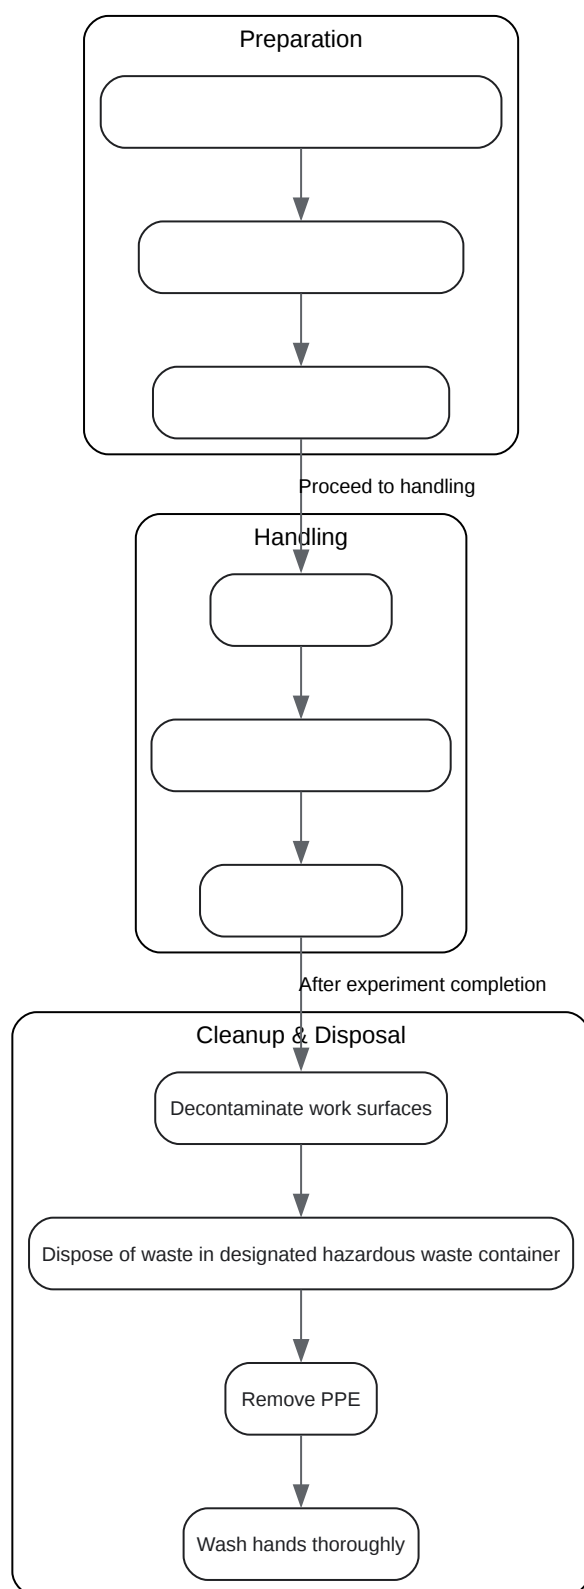 Preparation
Proceed to handling
Handling
After experiment completion
Cleanup & Disposal
Decontaminate work surfaces
Dispose of waste in designated hazardous waste container
Remove PPE
Wash hands thoroughly